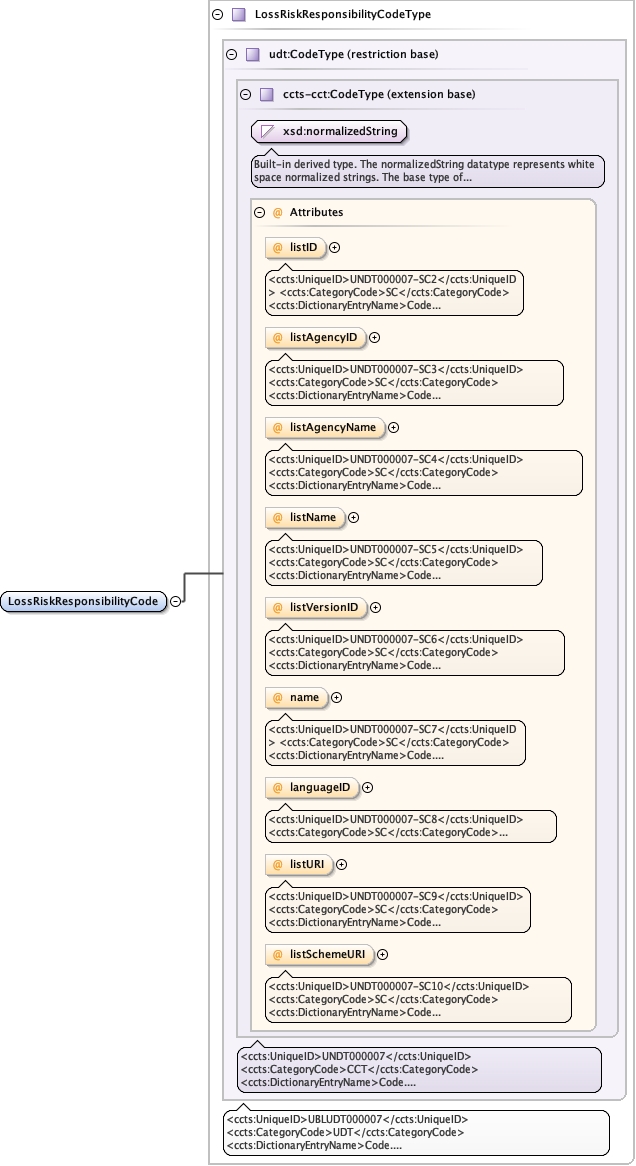 LossRiskResponsibilityCodeType
udt:CodeType (restriction base)
ccts-cct:CodeType (extension base)
xsd:normalizedString
Built-in derived type. The normalizedString datatype represents white
space normalized strings. The base type of...
@ Attributes
@ listID
<ccts:UniqueID>UNDT000007-SC2</ccts:UniqueID
> <ccts:CategoryCode>SC</ccts:CategoryCode>
<ccts:DictionaryEntryName>Code...
@ listAgencyID
<ccts:UniqueID>UNDT000007-SC3</ccts:UniqueID>
<ccts:CategoryCode>SC</ccts:CategoryCode>
<ccts:DictionaryEntryName>Code...
@ listAgencyName
<ccts:UniqueID>UNDT000007-SC4</ccts:UniqueID>
<ccts:CategoryCode>SC</ccts:CategoryCode>
<ccts:DictionaryEntryName>Code...
@ listName
<ccts:UniqueID>UNDT000007-SC5</ccts:UniqueID>
<ccts:CategoryCode>SC</ccts:CategoryCode>
<ccts:DictionaryEntryName>Code...
LossRiskResponsibilityCode
@ listVersionID
<ccts:UniqueID>UNDT000007-SC6</ccts:UniqueID>
<ccts:CategoryCode>SC</ccts:CategoryCode>
<ccts:DictionaryEntryName>Code...
@ name
<ccts:UniqueID>UNDT000007-SC7</ccts:UniqueID
> <ccts:CategoryCode>SC</ccts:CategoryCode>
<ccts:DictionaryEntryName>Code....
@ languageID
<ccts:UniqueID>UNDT000007-SC8</ccts:UniqueID>
<ccts:CategoryCode>SC</ccts:CategoryCode>...
@ listURI
<ccts:UniqueID>UNDT000007-SC9</ccts:UniqueID>
<ccts:CategoryCode>SC</ccts:CategoryCode>
<ccts:DictionaryEntryName>Code...
@ listSchemeURI
<ccts:UniqueID>UNDT000007-SC10</ccts:UniqueID>
<ccts:CategoryCode>SC</ccts:CategoryCode>
<ccts:DictionaryEntryName>Code...
<ccts:UniqueID>UNDT000007</ccts:UniqueID>
<ccts:CategoryCode>CCT</ccts:CategoryCode>
<ccts:DictionaryEntryName>Code....
<ccts:UniqueID>UBLUDT000007</ccts:UniqueID>
<ccts:CategoryCode>UDT</ccts:CategoryCode>
<ccts:DictionaryEntryName>Code....